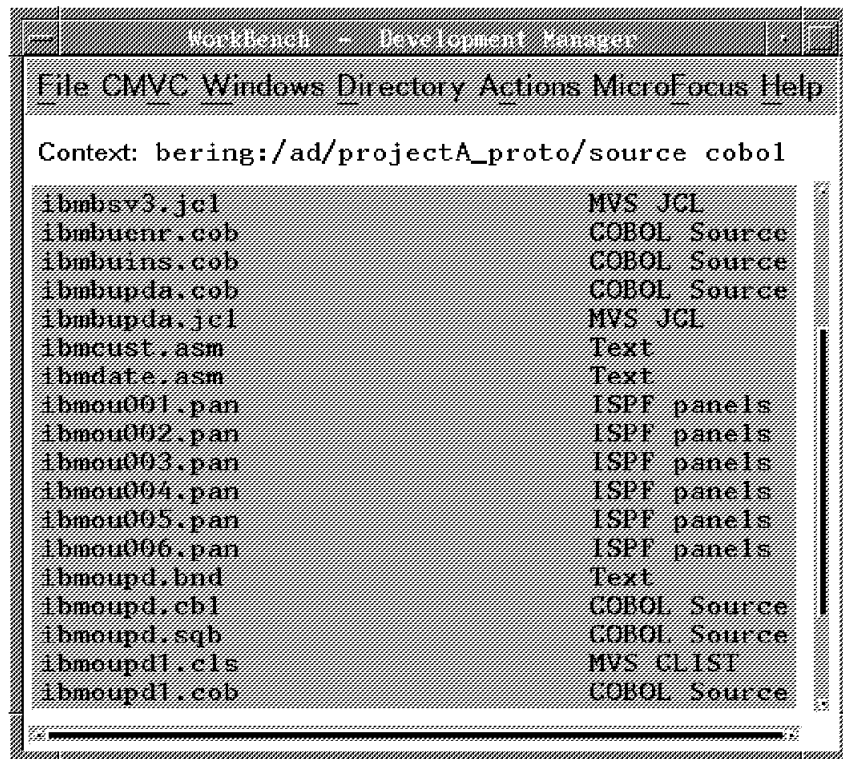 WorkBench - Development Manager
File CMVC Windows Directory Actions MicroFocus Help
Context: bering:/ad/projectA_proto/source cobol
ibmbsv3.jcl MVS JCL
ibmbuenr.cob COBOL Source
ibmbuins.cob COBOL Source
ibmbupda.cob COBOL Source
ibmbupda.jcl MVS JCL
ibmcust.asm Text
ibmdate.asm Text
ibmou001.pan ISPF panels
ibmou002.pan ISPF panels
ibmou003.pan ISPF panels
ibmou004.pan ISPF panels
ibmou005.pan ISPF panels
ibmou006.pan ISPF panels
ibmoupd.bnd Text
ibmoupd.cbl COBOL Source
ibmoupd.sqb COBOL Source
ibmoupd1.cls MVS CLIST
ibmoupd1.cob COBOL Source